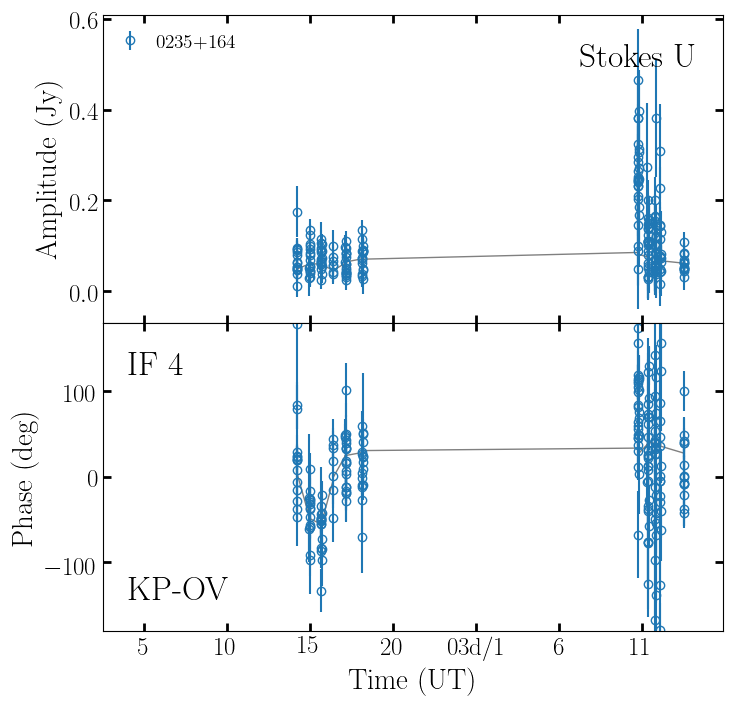 0235+164
Stokes U
0.6
0.4
0.2
0.0
Amplitude (Jy)
IF 4
100
0
−100
Phase (deg)
KP-OV
5 10 15 20 03d/1 6 11
Time (UT)